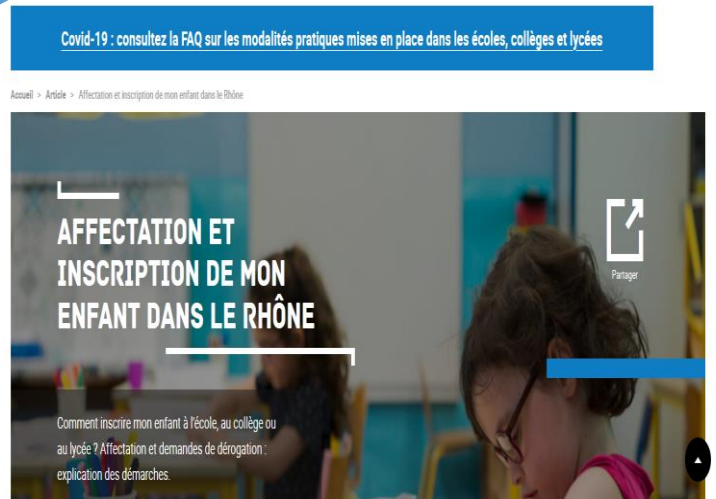 Covid-19 : consultez la FAQ sur les modalités pratiques mises en place dans les écoles, collèges et lycées
Accueil > Article > Affectation et inscription de mon enfant dans le Rhône
AFFECTATION ET
INSCRIPTION DE MON
ENFANT DANS LE RHÔNE
Partager
Comment inscrire mon enfant à l'école, au collège ou
au lycée ? Affectation et demandes de dérogation :
explication des démarches.